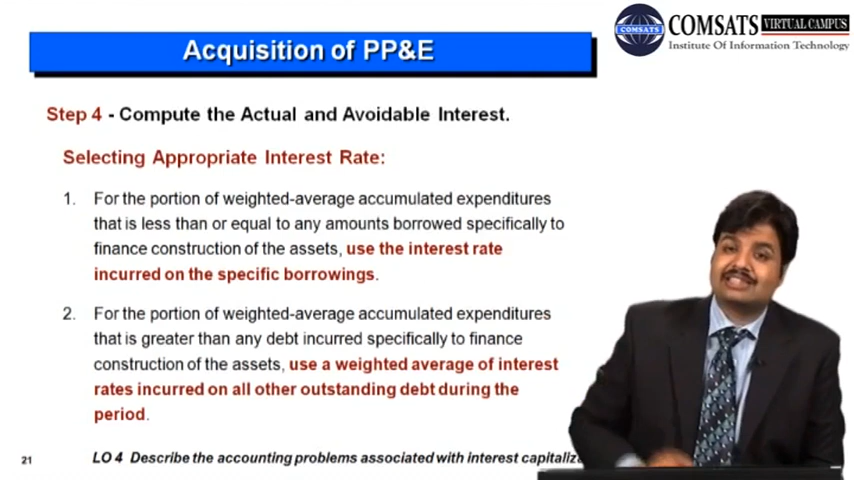 COMSATS
COMSATS VIRTUAL CAMPUS
Institute Of Information Technology
Acquisition of PP&E
Step 4 - Compute the Actual and Avoidable Interest.
Selecting Appropriate Interest Rate:
1. For the portion of weighted-average accumulated expenditures
that is less than or equal to any amounts borrowed specifically to
finance construction of the assets, use the interest rate
incurred on the specific borrowings.
2. For the portion of weighted-average accumulated expenditures
that is greater than any debt incurred specifically to finance
construction of the assets, use a weighted average of interest
rates incurred on all other outstanding debt during the
period.
21
LO 4 Describe the accounting problems associated with interest capitaliz